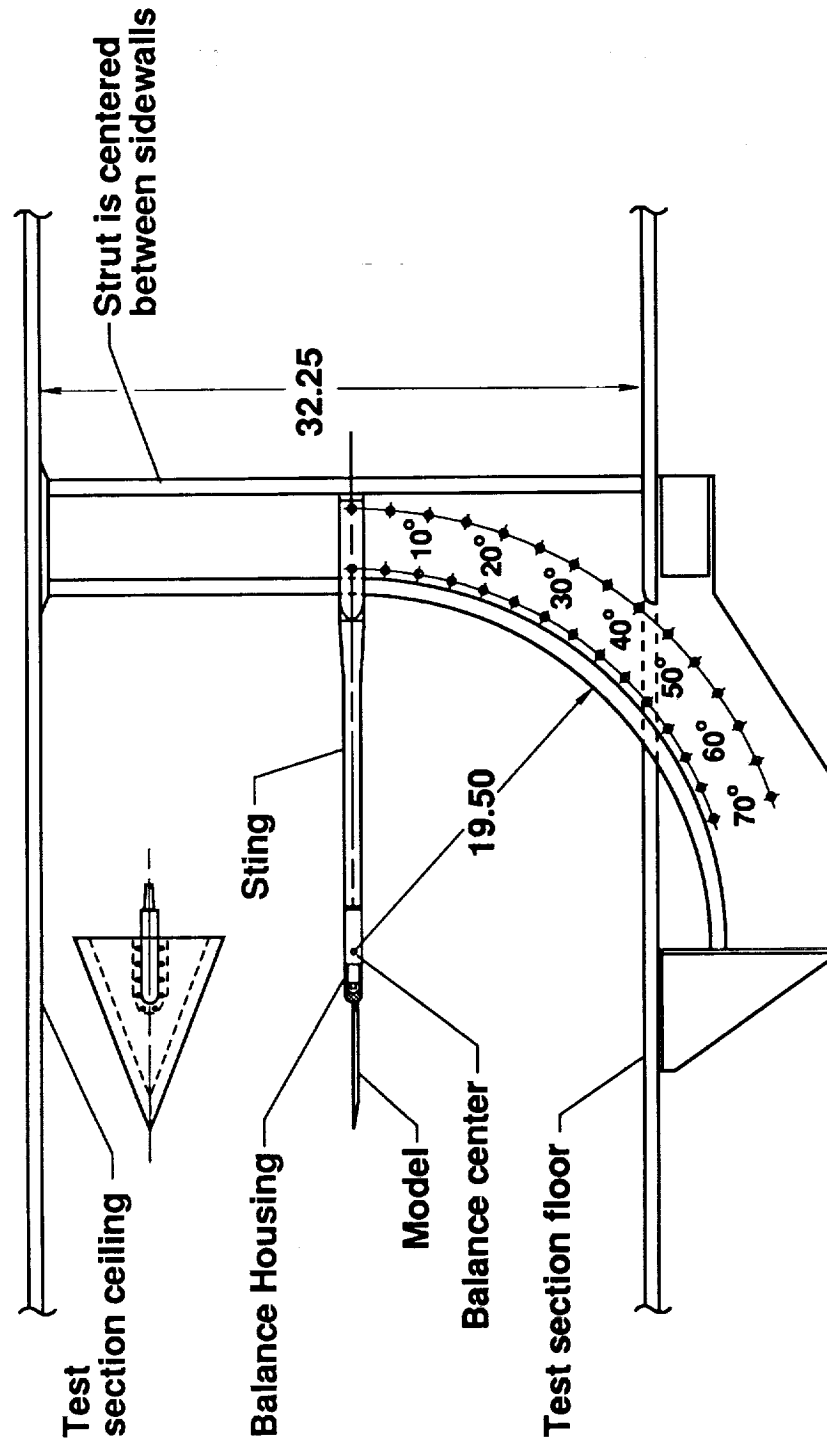 Test
section ceiling
Strut is centered
between sidewalls
Sting
Balance Housing
32.25
10°
20°
30°
40°
50°
60°
70°
19.50
Model
Balance center
Test section floor